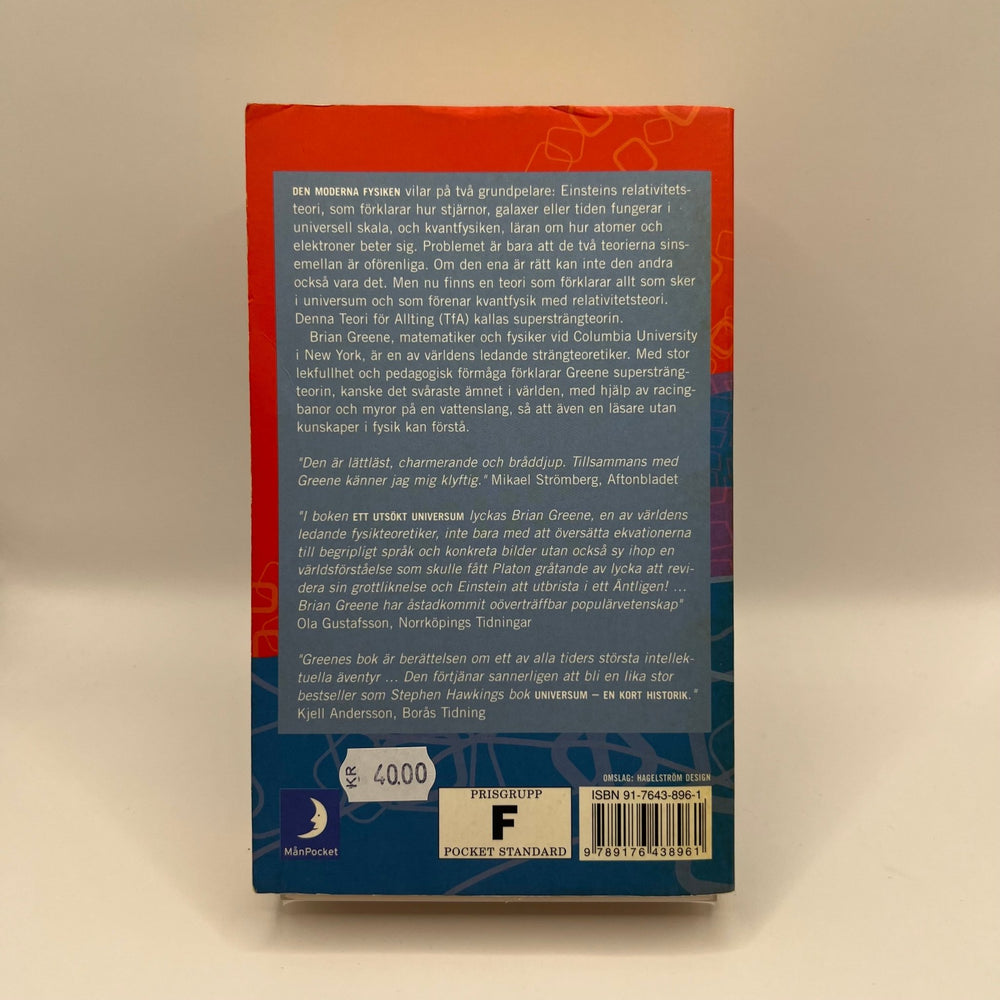 DEN MODERNA FYSIKEN vilar på två grundpelare: Einsteins relativitets-
teori, som förklarar hur stjärnor, galaxer eller tiden fungerar i
universell skala, och kvantfysiken, läran om hur atomer och
elektroner beter sig. Problemet är bara att de två teorierna sins-
emellan är oförenliga. Om den ena är rätt kan inte den andra
också vara det. Men nu finns en teori som förklarar allt som sker
i universum och som förenar kvantfysik med relativitetsteori.
Denna Teori för Allting (TfA) kallas supersträngteorin.
Brian Greene, matematiker och fysiker vid Columbia University
i New York, är en av världens ledande strängteoretiker. Med stor
lekfullhet och pedagogisk förmåga förklarar Greene supersträng-
teorin, kanske det svåraste ämnet i världen, med hjälp av racing-
banor och myror på en vattenslang, så att även en läsare utan
kunskaper i fysik kan förstå.
"Den är lättläst, charmerande och bråddjup. Tillsammans med
Greene känner jag mig klyftig." Mikael Strömberg, Aftonbladet
"I boken ETT UTSÖKT UNIVERSUM lyckas Brian Greene, en av världens
ledande fysikteoretiker, inte bara med att översätta ekvationerna
till begripligt språk och konkreta bilder utan också sy ihop en
världsförståelse som skulle fått Platon gråtande av lycka att revi-
dera sin grottliknelse och Einstein att utbrista i ett Äntligen! ...
Brian Greene har åstadkommit oöverträffbar populärvetenskap"
Ola Gustafsson, Norrköpings Tidningar
"Greenes bok är berättelsen om ett av alla tiders största intellek-
tuella äventyr ... Den förtjänar sannerligen att bli en lika stor
bestseller som Stephen Hawkings bok UNIVERSUM – EN KORT HISTORIK."
Kjell Andersson, Borås Tidning
KR 40.00
OMSLAG: HAGELSTRÖM DESIGN
MånPocket
PRISGRUPP
F
POCKET STANDARD
ISBN 91-7643-896-1
9 789176 438961